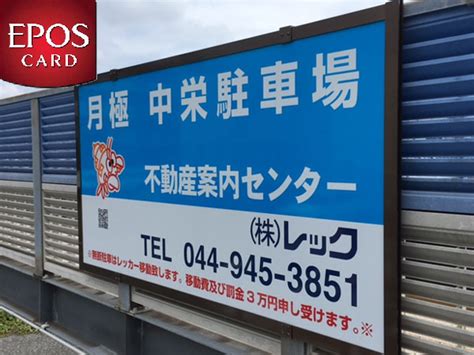 EPOS
CARD
月極 中栄駐車場
不動産案内センター
(株)レック
TEL 044-945-3851
※無断駐車はレッカー移動致します。移動費及び罰金3万円申し受けます。※